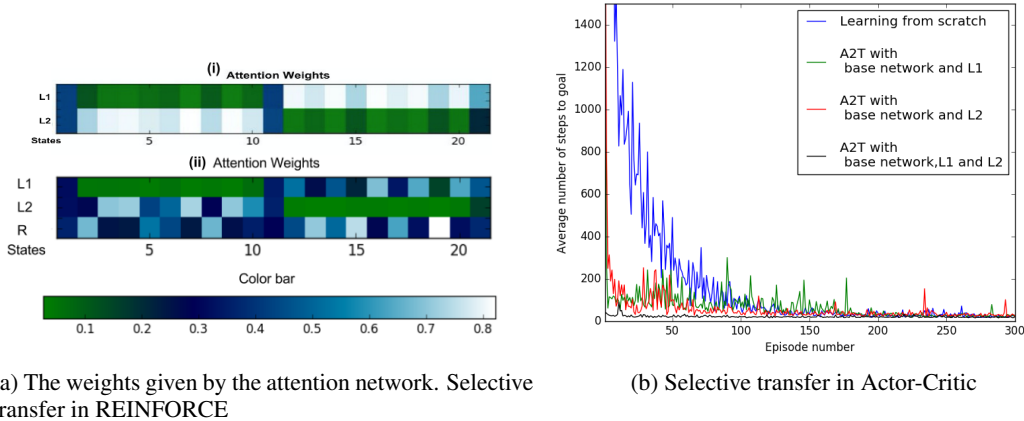 (i) Attention Weights
L1
L2
States 5 10 15 20
(ii) Attention Weights
L1
L2
R
States 5 10 15 20
Color bar
0.1 0.2 0.3 0.4 0.5 0.6 0.7 0.8
a) The weights given by the attention network. Selective
ransfer in REINFORCE
1400
1200
1000
800
600
400
200
0
50 100 150 200 250 300
Average number of steps to goal
Episode number
Learning from scratch
A2T with
base network and L1
A2T with
base network and L2
A2T with
base network,L1 and L2
(b) Selective transfer in Actor-Critic